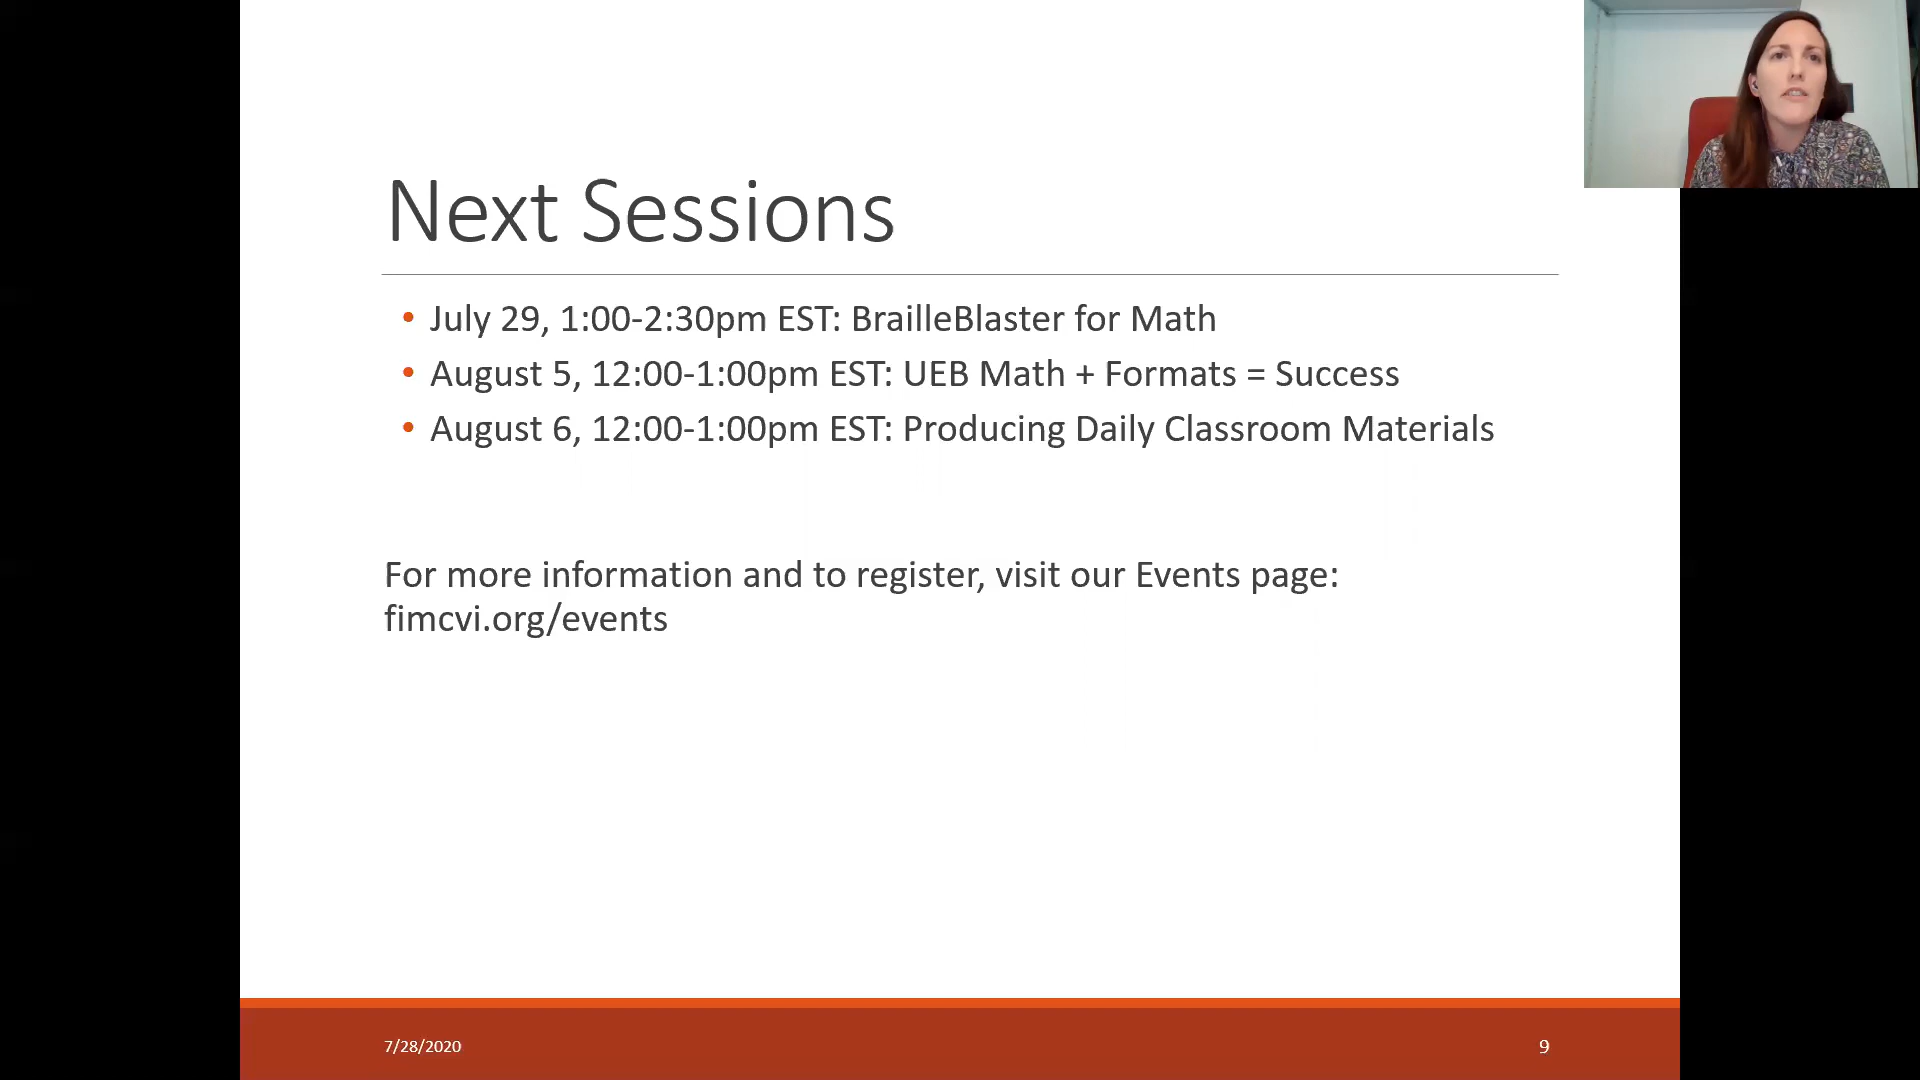 Next Sessions
• July 29, 1:00-2:30pm EST: BrailleBlaster for Math
• August 5, 12:00-1:00pm EST: UEB Math + Formats = Success
• August 6, 12:00-1:00pm EST: Producing Daily Classroom Materials
For more information and to register, visit our Events page:
fimcvi.org/events
7/28/2020
9